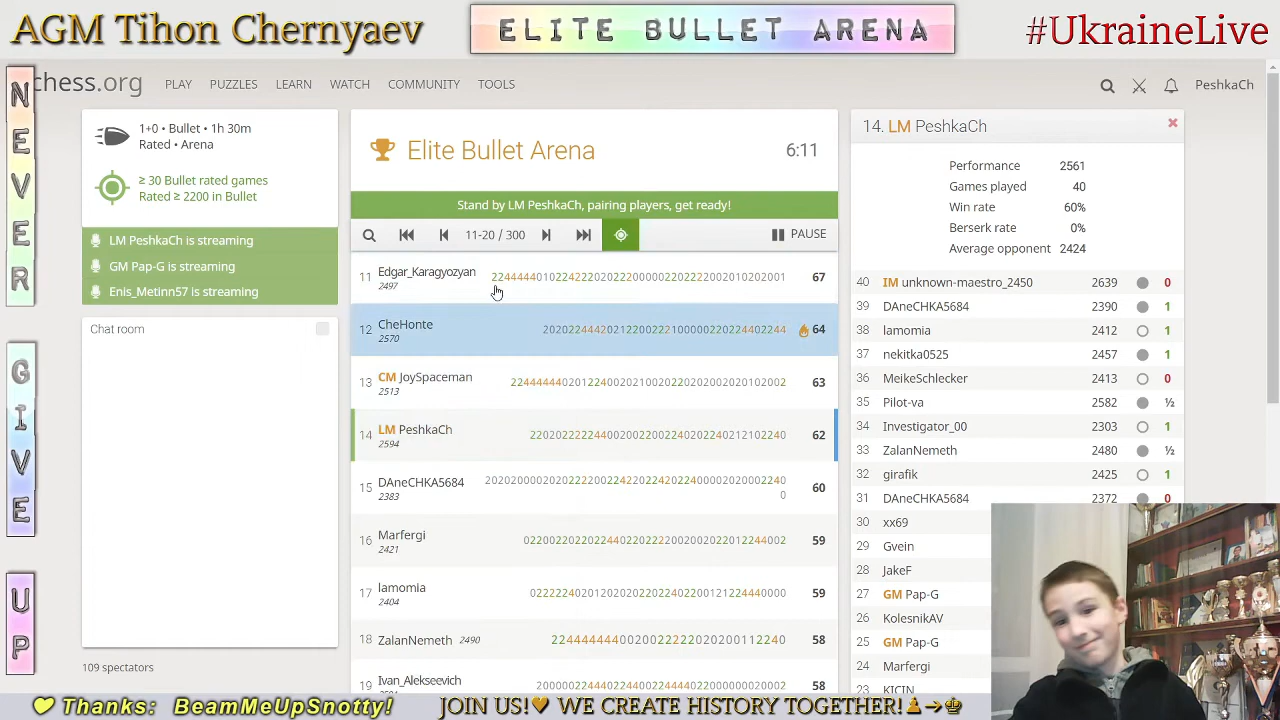 AGM Tihon Chernyaev
ELITE BULLET ARENA
#UkraineLive
NEVER
GIVE
UP
chess.org
PLAY PUZZLES LEARN WATCH COMMUNITY TOOLS
PeshkaCh
1+0 • Bullet • 1h 30m
Rated • Arena
≥ 30 Bullet rated games
Rated ≥ 2200 in Bullet
LM PeshkaCh is streaming
GM Pap-G is streaming
Enis_Metinn57 is streaming
Chat room
109 spectators
Elite Bullet Arena 6:11
Stand by LM PeshkaCh, pairing players, get ready!
11-20 / 300 PAUSE
11 Edgar_Karagyozyan 67
2497
12 CheHonte 64
2570
13 CM JoySpaceman 63
2513
14 LM PeshkaCh 62
2594
15 DAneCHKA5684 60
2383
16 Marfergi 59
2421
17 lamomia 59
2404
18 ZalanNemeth 2490 58
19 Ivan_Alekseevich 58
14. LM PeshkaCh
Performance 2561
Games played 40
Win rate 60%
Berserk rate 0%
Average opponent 2424
40 IM unknown-maestro_2450 2639 0
39 DAneCHKA5684 2390 1
38 lamomia 2412 1
37 nekitka0525 2457 1
36 MeikeSchlecker 2413 0
35 Pilot-va 2582 ½
34 Investigator_00 2303 1
33 ZalanNemeth 2480 ½
32 girafik 2425 1
31 DAneCHKA5684 2372 0
30 xx69
29 Gvein
28 JakeF
27 GM Pap-G
26 KolesnikAV
25 GM Pap-G
24 Marfergi
23 KICIN
Thanks: BeamMeUpSnotty!
JOIN US! WE CREATE HISTORY TOGETHER!